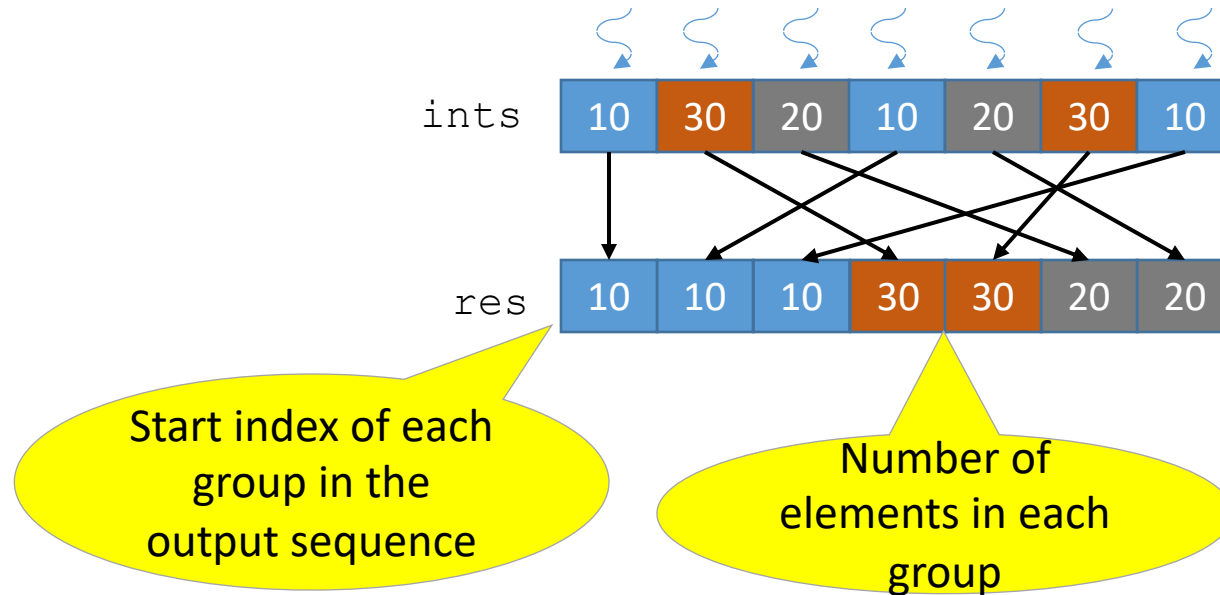 ints 10 30 20 10 20 30 10
res 10 10 10 30 30 20 20
Start index of each
group in the
output sequence
Number of
elements in each
group